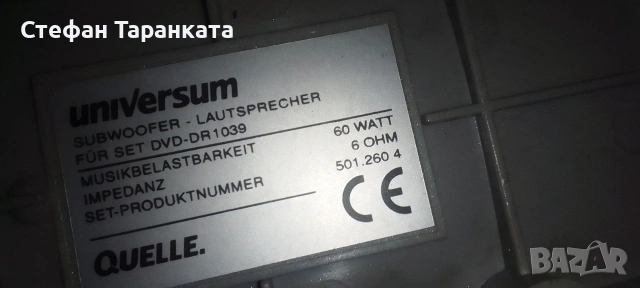 Стефан Таранката
universum
SUBWOOFER - LAUTSPRECHER
FÜR SET DVD-DR1039
MUSIKBELASTBARKEIT 60 WATT
IMPEDANZ 6 OHM
SET-PRODUKTNUMMER 501.260 4
CE
QUELLE.
BAZAR